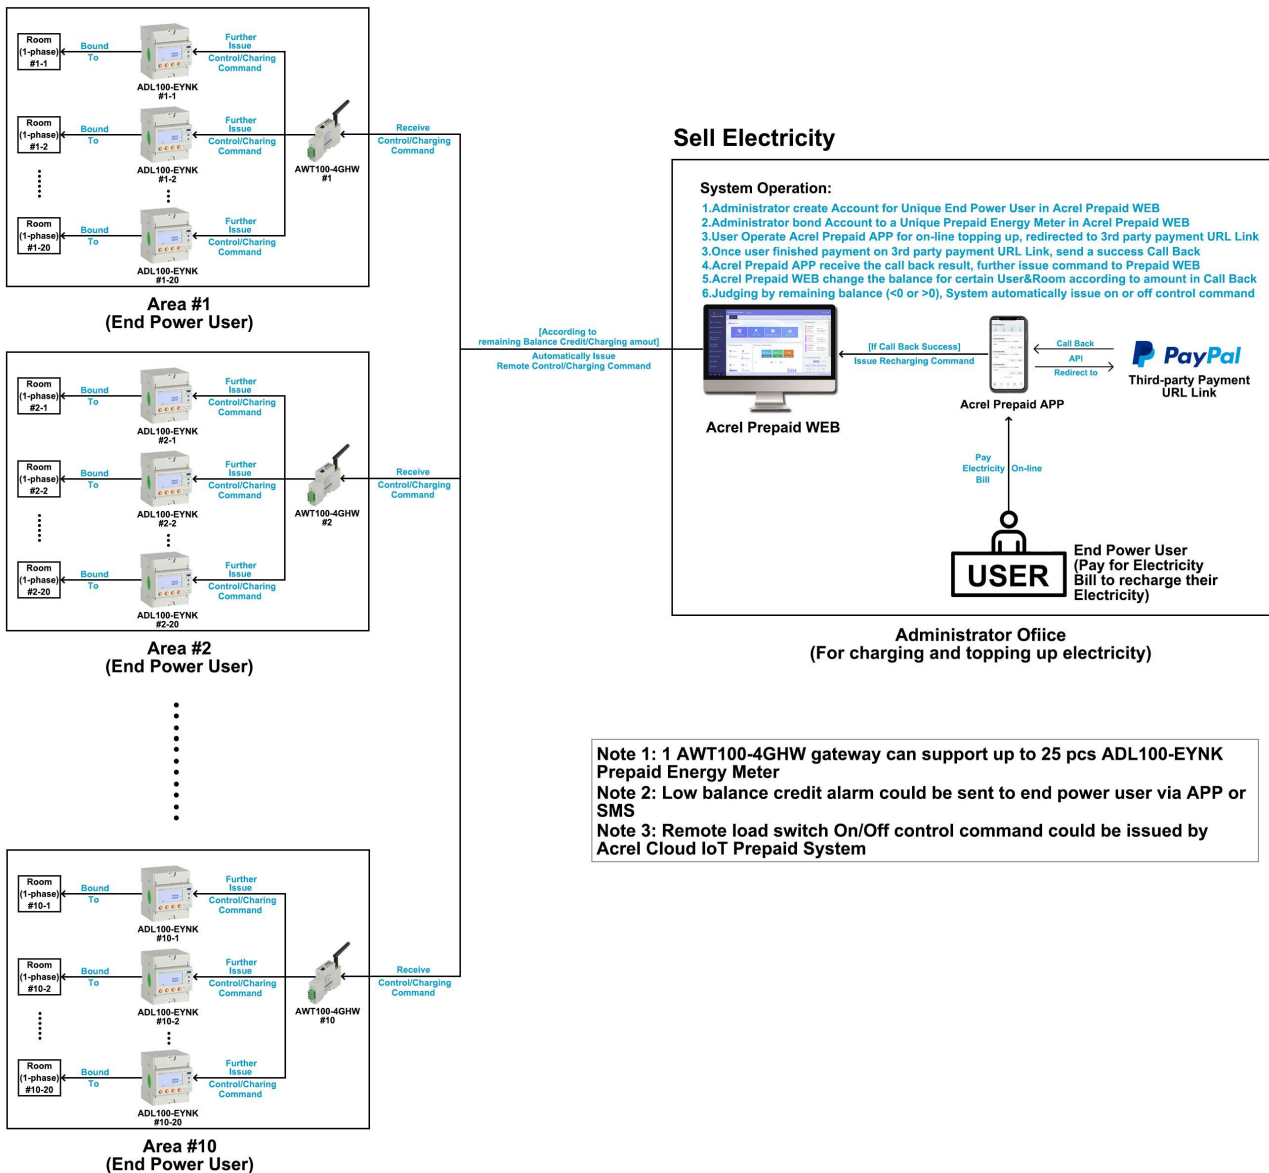 Room
(1-phase)
#1-1
Bound
To
ADL100-EYNK
#1-1
Further
Issue
Control/Charing
Command
Room
(1-phase)
#1-2
Bound
To
ADL100-EYNK
#1-2
Further
Issue
Control/Charing
Command
AWT100-4GHW
#1
Receive
Control/Charging
Command
Room
(1-phase)
#1-20
Bound
To
ADL100-EYNK
#1-20
Further
Issue
Control/Charing
Command
Area #1
(End Power User)
Room
(1-phase)
#2-1
Bound
To
ADL100-EYNK
#2-1
Further
Issue
Control/Charing
Command
Room
(1-phase)
#2-2
Bound
To
ADL100-EYNK
#2-2
Further
Issue
Control/Charing
Command
AWT100-4GHW
#2
Receive
Control/Charging
Command
Room
(1-phase)
#2-20
Bound
To
ADL100-EYNK
#2-20
Further
Issue
Control/Charing
Command
Area #2
(End Power User)
Room
(1-phase)
#10-1
Bound
To
ADL100-EYNK
#10-1
Further
Issue
Control/Charing
Command
Room
(1-phase)
#10-2
Bound
To
ADL100-EYNK
#10-2
Further
Issue
Control/Charing
Command
AWT100-4GHW
#10
Receive
Control/Charging
Command
Room
(1-phase)
#10-20
Bound
To
ADL100-EYNK
#10-20
Further
Issue
Control/Charing
Command
Area #10
(End Power User)
[According to
remaining Balance Credit/Charging amout]
Automatically Issue
Remote Control/Charging Command
Sell Electricity
System Operation:
1.Administrator create Account for Unique End Power User in Acrel Prepaid WEB
2.Administrator bond Account to a Unique Prepaid Energy Meter in Acrel Prepaid WEB
3.User Operate Acrel Prepaid APP for on-line topping up, redirected to 3rd party payment URL Link
3.Once user finished payment on 3rd party payment URL Link, send a success Call Back
4.Acrel Prepaid APP receive the call back result, further issue command to Prepaid WEB
5.Acrel Prepaid WEB change the balance for certain User&Room according to amount in Call Back
6.Judging by remaining balance (<0 or >0), System automatically issue on or off control command
Acrel Prepaid WEB
[If Call Back Success]
Issue Recharging Command
Acrel Prepaid APP
Call Back
API
Redirect to
PayPal
Third-party Payment
URL Link
Pay
Electricity On-line
Bill
USER
End Power User
(Pay for Electricity
Bill to recharge their
Electricity)
Administrator Ofiice
(For charging and topping up electricity)
Note 1: 1 AWT100-4GHW gateway can support up to 25 pcs ADL100-EYNK
Prepaid Energy Meter
Note 2: Low balance credit alarm could be sent to end power user via APP or
SMS
Note 3: Remote load switch On/Off control command could be issued by
Acrel Cloud IoT Prepaid System